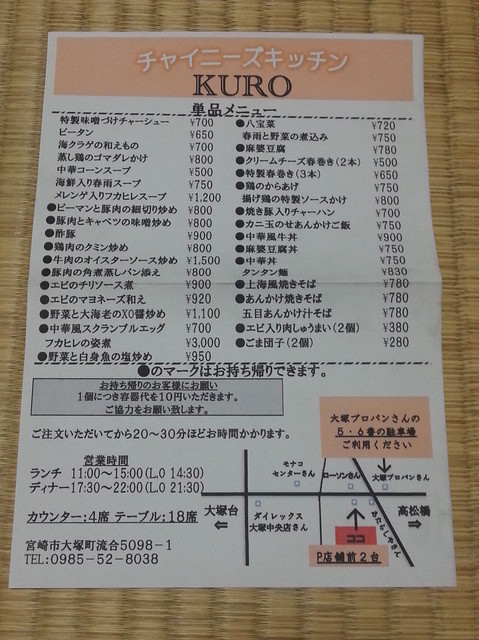 チャイニーズキッチン
KURO
単品メニュー
特製味噌づけチャーシュー ¥700
ピータン ¥650
海クラゲの和えもの ¥700
蒸し鶏のゴマダレかけ ¥800
中華コーンスープ ¥500
海鮮入り春雨スープ ¥750
メレンゲ入りフカヒレスープ ¥1,200
●ピーマンと豚肉の細切り炒め ¥800
●豚肉とキャベツの味噌炒め ¥800
●酢豚 ¥900
●鶏肉のクミン炒め ¥800
●牛肉のオイスターソース炒め ¥1,500
●豚肉の角煮蒸しパン添え ¥800
●エビのチリソース煮 ¥900
●エビのマヨネーズ和え ¥920
●野菜と大海老のXO醤炒め ¥1,100
●中華風スクランブルエッグ ¥700
フカヒレの姿煮 ¥3,000
●野菜と白身魚の塩炒め ¥950
●八宝菜 ¥720
春雨と野菜の煮込み ¥750
●麻婆豆腐 ¥780
●クリームチーズ春巻き(2本) ¥500
●特製春巻き(3本) ¥650
●鶏のからあげ ¥750
揚げ鶏の特製ソースかけ ¥800
●焼き豚入りチャーハン ¥700
●カニ玉のせあんかけご飯 ¥750
●中華風牛丼 ¥900
●麻婆豆腐丼 ¥750
●中華丼 ¥750
タンタン麺 ¥830
●上海風焼きそば ¥780
●あんかけ焼きそば ¥780
五目あんかけ汁そば ¥780
●エビ入り肉しゅうまい(2個) ¥380
●ごま団子(2個) ¥280
●のマークはお持ち帰りできます。
お持ち帰りのお客様にお願い
1個につき容器代を10円いただきます。
ご協力をお願い致します。
ご注文いただいてから20〜30分ほどお時間かかります。
営業時間
ランチ 11:00〜15:00(L.O 14:30)
ディナー17:30〜22:00(L.O 21:30)
カウンター:4席 テーブル:18席
宮崎市大塚町流合5098-1
TEL:0985-52-8038
大塚プロパンさんの
5・6番の駐車場
ご利用ください
モナコ
センターさん
ローソンさん
大塚プロパンさん
大塚台
⇐
ダイレックス
大塚中央店さん
かたらしゃさん
高松橋
⇒
ココ
P店舗前2台